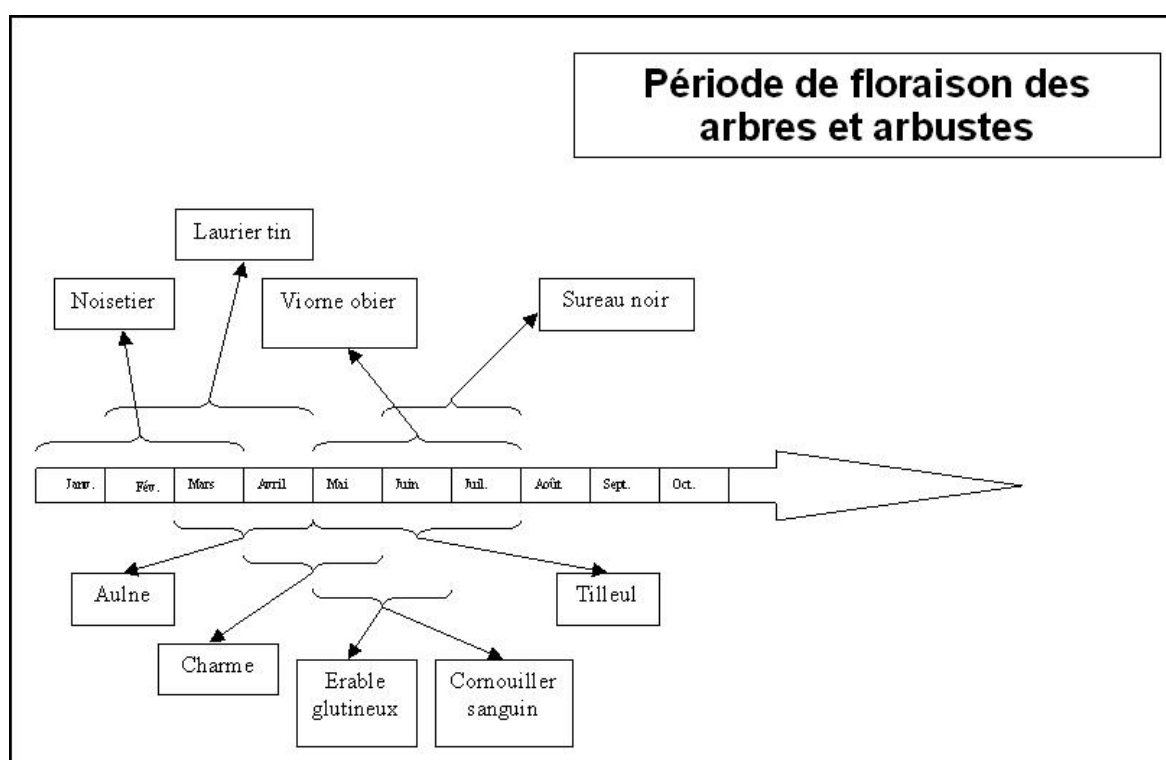 Période de floraison des
arbres et arbustes
Laurier tin
Noisetier
Viorne obier
Sureau noir
Janv.
Fév.
Mars
Avril
Mai
Juin
Juil.
Août
Sept.
Oct.
Aulne
Tilleul
Charme
Erable
glutineux
Cornouiller
sanguin